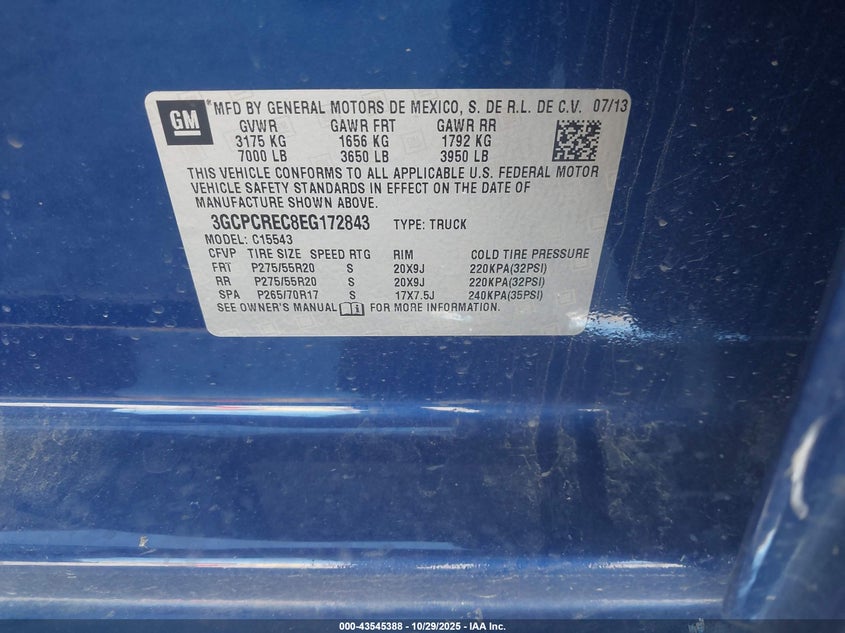 GM ® MFD BY GENERAL MOTORS DE MEXICO, S. DE R.L. DE C.V. 07/13
GVWR GAWR FRT GAWR RR
3175 KG 1656 KG 1792 KG
7000 LB 3650 LB 3950 LB
THIS VEHICLE CONFORMS TO ALL APPLICABLE U.S. FEDERAL MOTOR
VEHICLE SAFETY STANDARDS IN EFFECT ON THE DATE OF
MANUFACTURE SHOWN ABOVE.
3GCPCREC8EG172843 TYPE: TRUCK
MODEL: C15543
CFVP TIRE SIZE SPEED RTG RIM COLD TIRE PRESSURE
FRT P275/55R20 S 20X9J 220KPA(32PSI)
RR P275/55R20 S 20X9J 220KPA(32PSI)
SPA P265/70R17 S 17X7.5J 240KPA(35PSI)
SEE OWNER'S MANUAL FOR MORE INFORMATION.
000-43545388 - 10/29/2025 - IAA Inc.